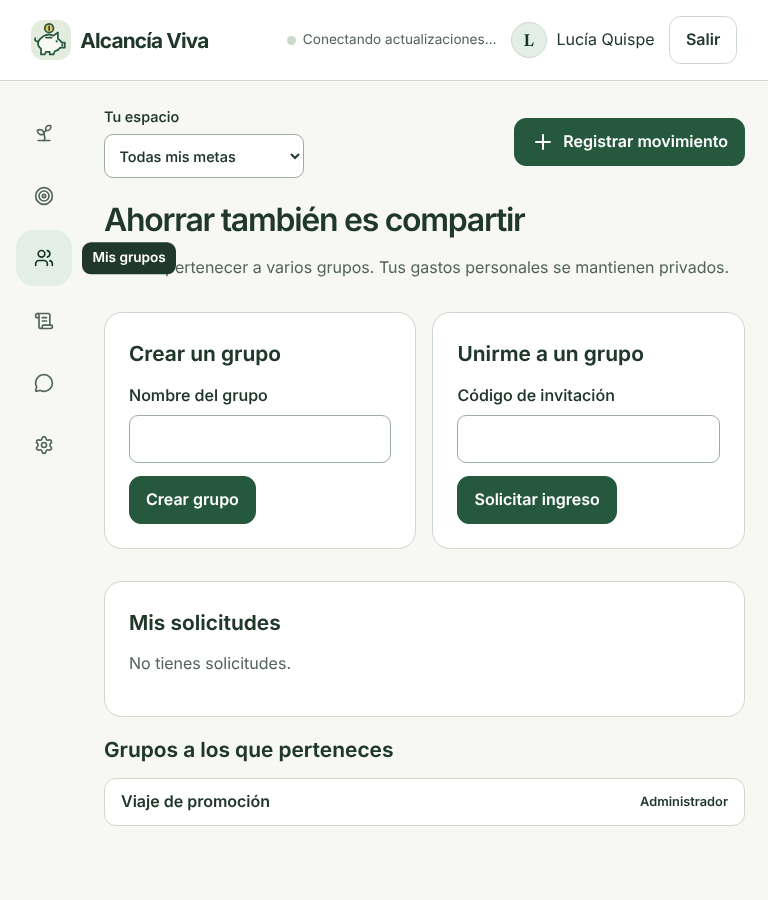 Alcancía Viva
Conectando actualizaciones...
L
Lucía Quispe
Salir
Tu espacio
Todas mis metas
Registrar movimiento
Ahorrar también es compartir
Mis grupos
pertenecer a varios grupos. Tus gastos personales se mantienen privados.
Crear un grupo
Nombre del grupo
Crear grupo
Unirme a un grupo
Código de invitación
Solicitar ingreso
Mis solicitudes
No tienes solicitudes.
Grupos a los que perteneces
Viaje de promoción
Administrador